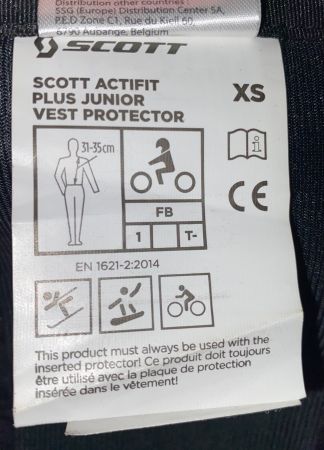 Distribution other countries :
SSG (Europe) Distribution Center SA,
P.E.D Zone C1, Rue du Kiell 60
6790 Aubange, Belgium
SCOTT
SCOTT ACTIFIT
PLUS JUNIOR
VEST PROTECTOR
XS
31-35cm
i
FB
1 T-
CE
EN 1621-2:2014
This product must always be used with the
inserted protector! Ce produit doit toujours
être utilisé avec la plaque de protection
insérée dans le vêtement!